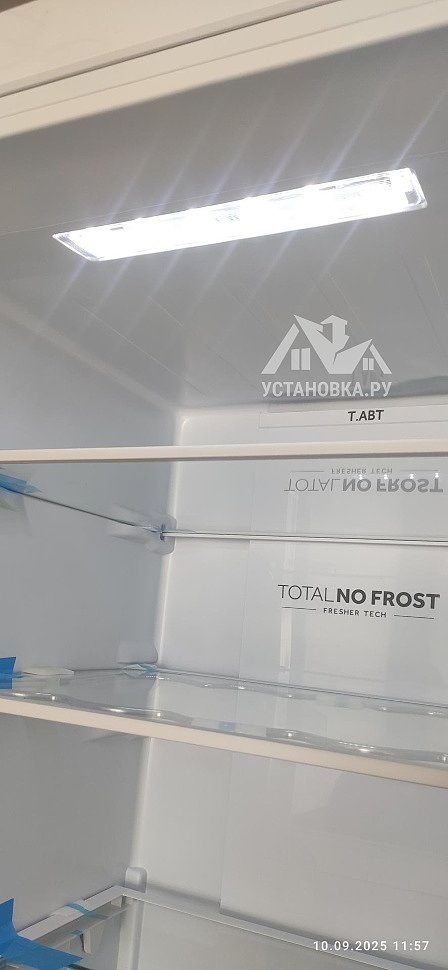 УСТАНОВКА.РУ
T.ABT
FRESHER TECH
TOTAL NO FROST
TOTAL NO FROST
FRESHER TECH
10.09.2025 11:57